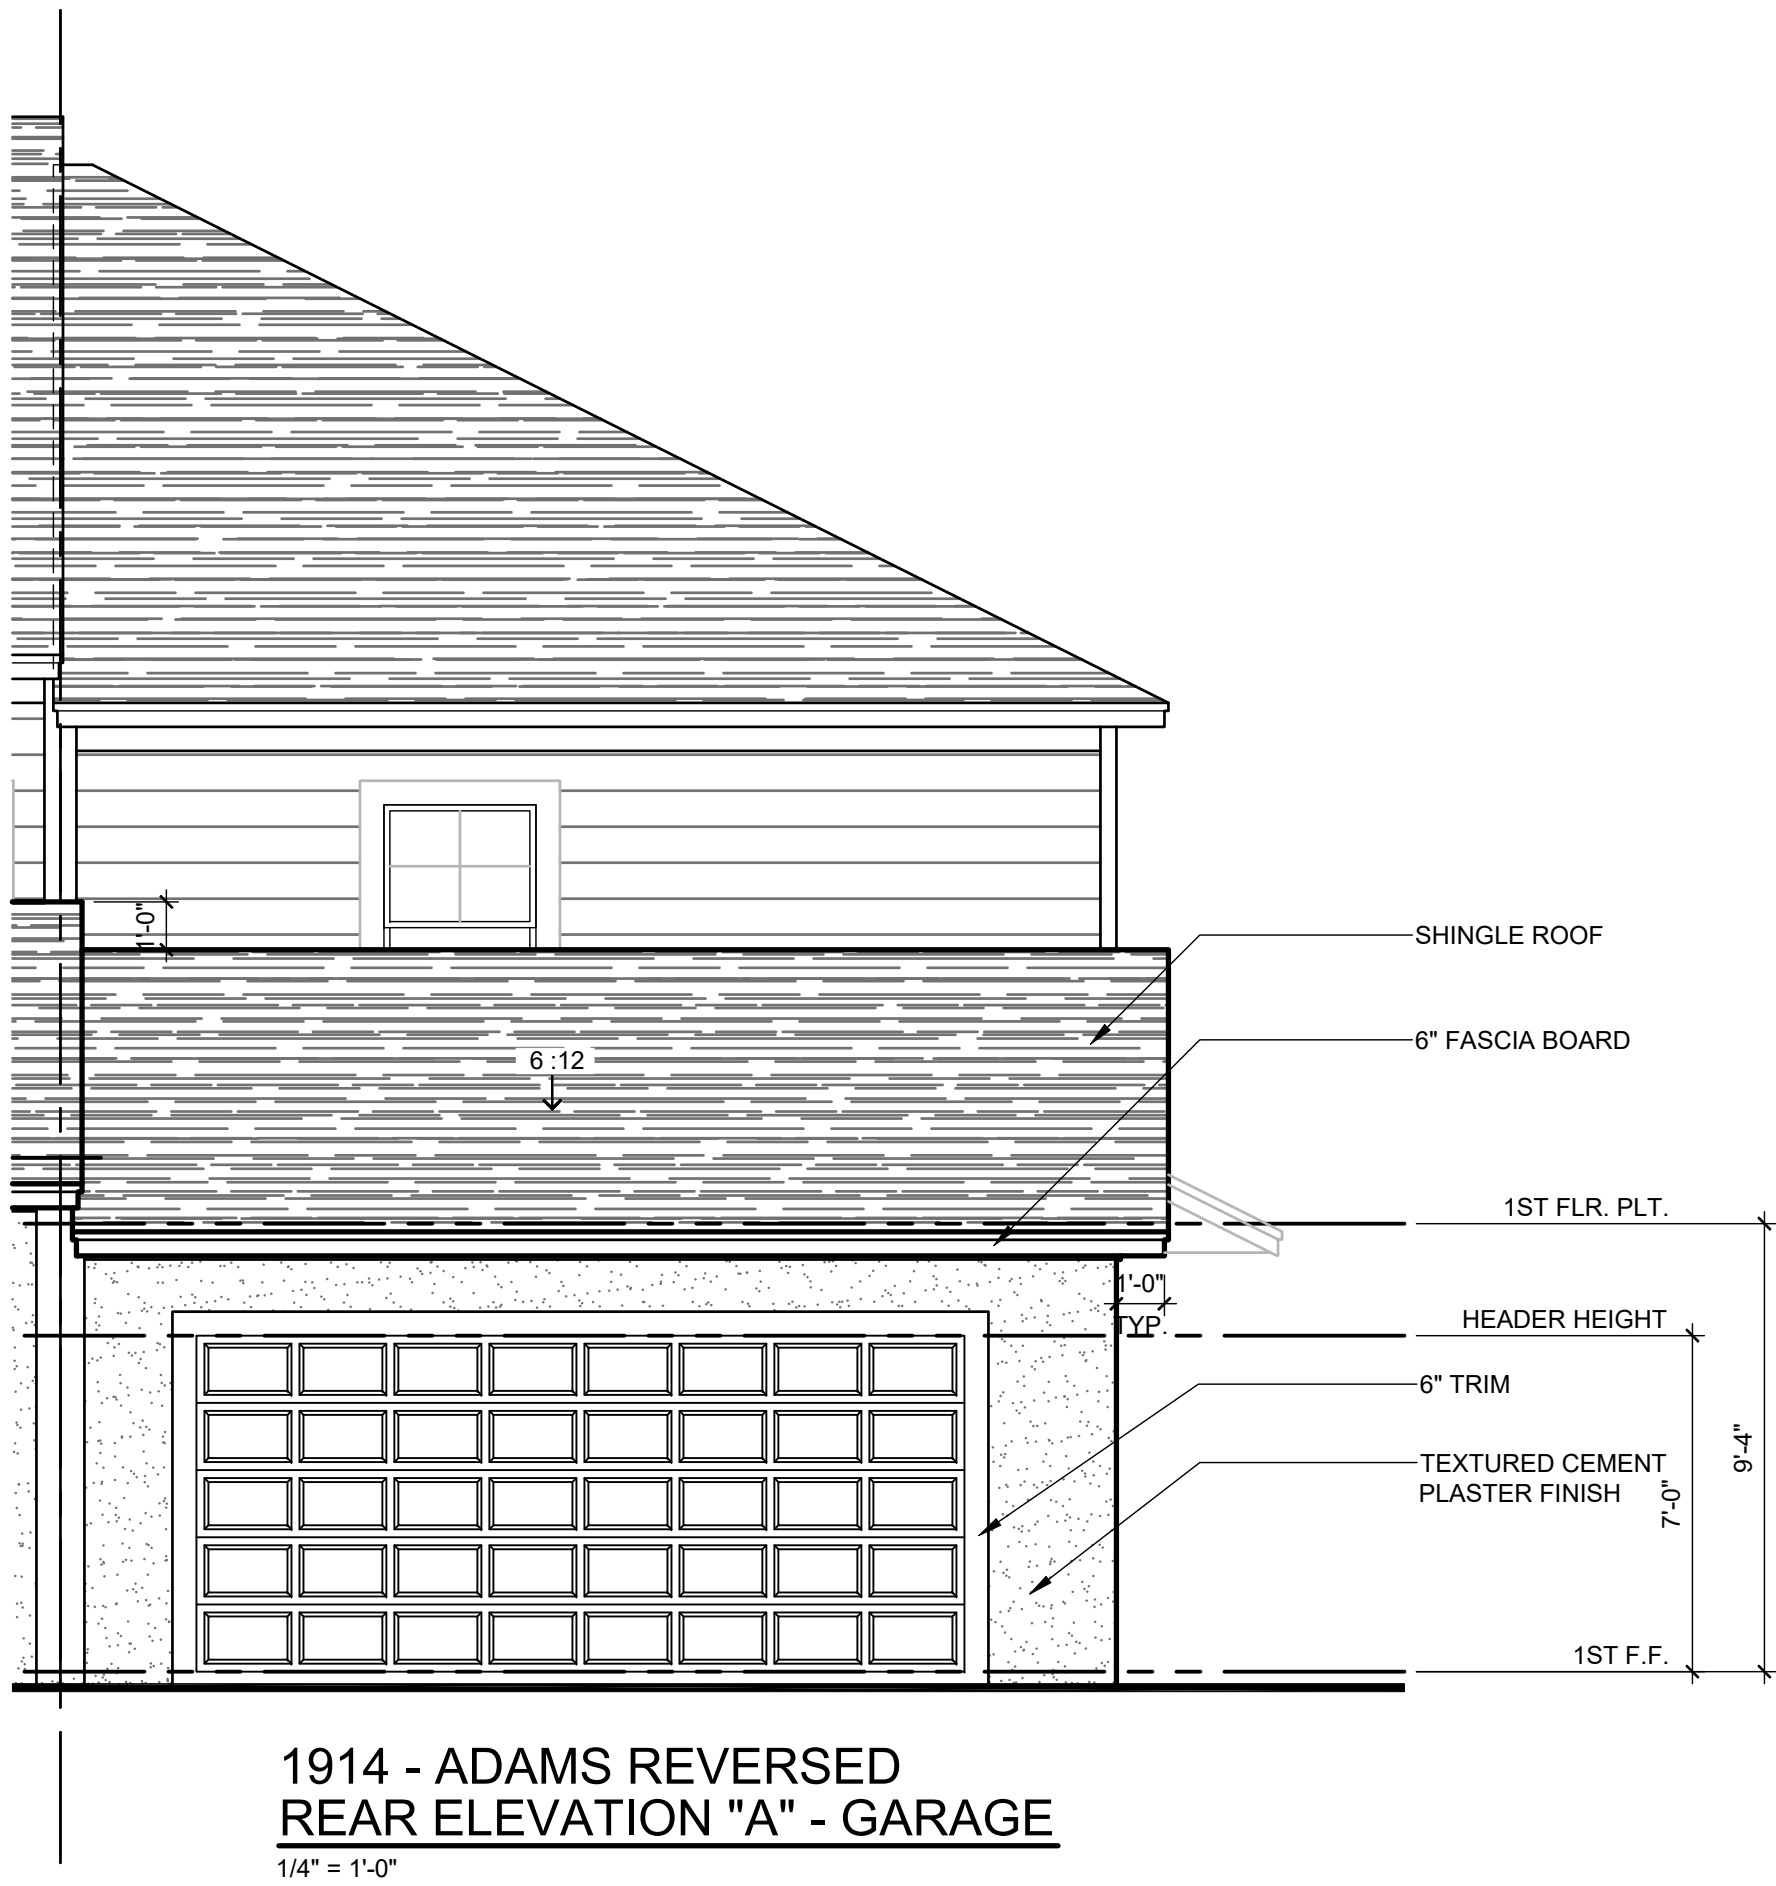 1'-0"
SHINGLE ROOF
6" FASCIA BOARD
6 :12
1ST FLR. PLT.
1'-0"
TYP.
HEADER HEIGHT
6" TRIM
9'-4"
TEXTURED CEMENT
PLASTER FINISH
7'-0"
1ST F.F.
1914 - ADAMS REVERSED
REAR ELEVATION "A" - GARAGE
1/4" = 1'-0"